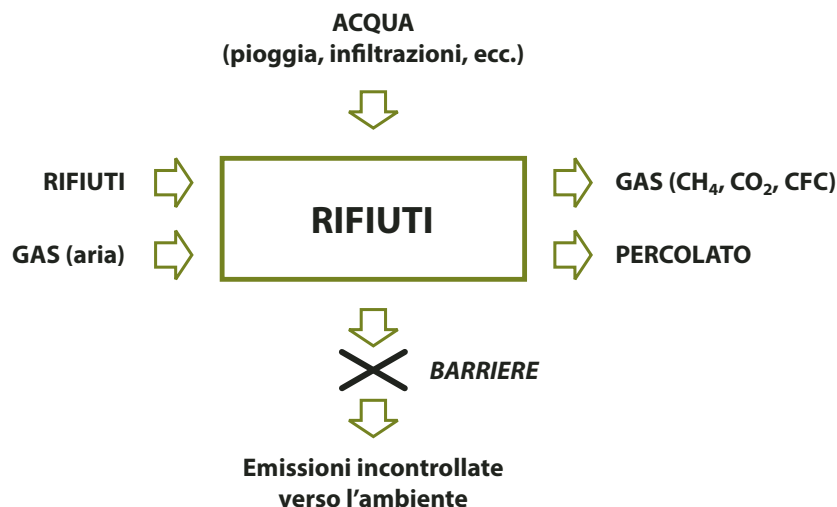 ACQUA
(pioggia, infiltrazioni, ecc.)
RIFIUTI
GAS (aria)
RIFIUTI
GAS (CH₄, CO₂, CFC)
PERCOLATO
BARRIERE
Emissioni incontrollate
verso l’ambiente